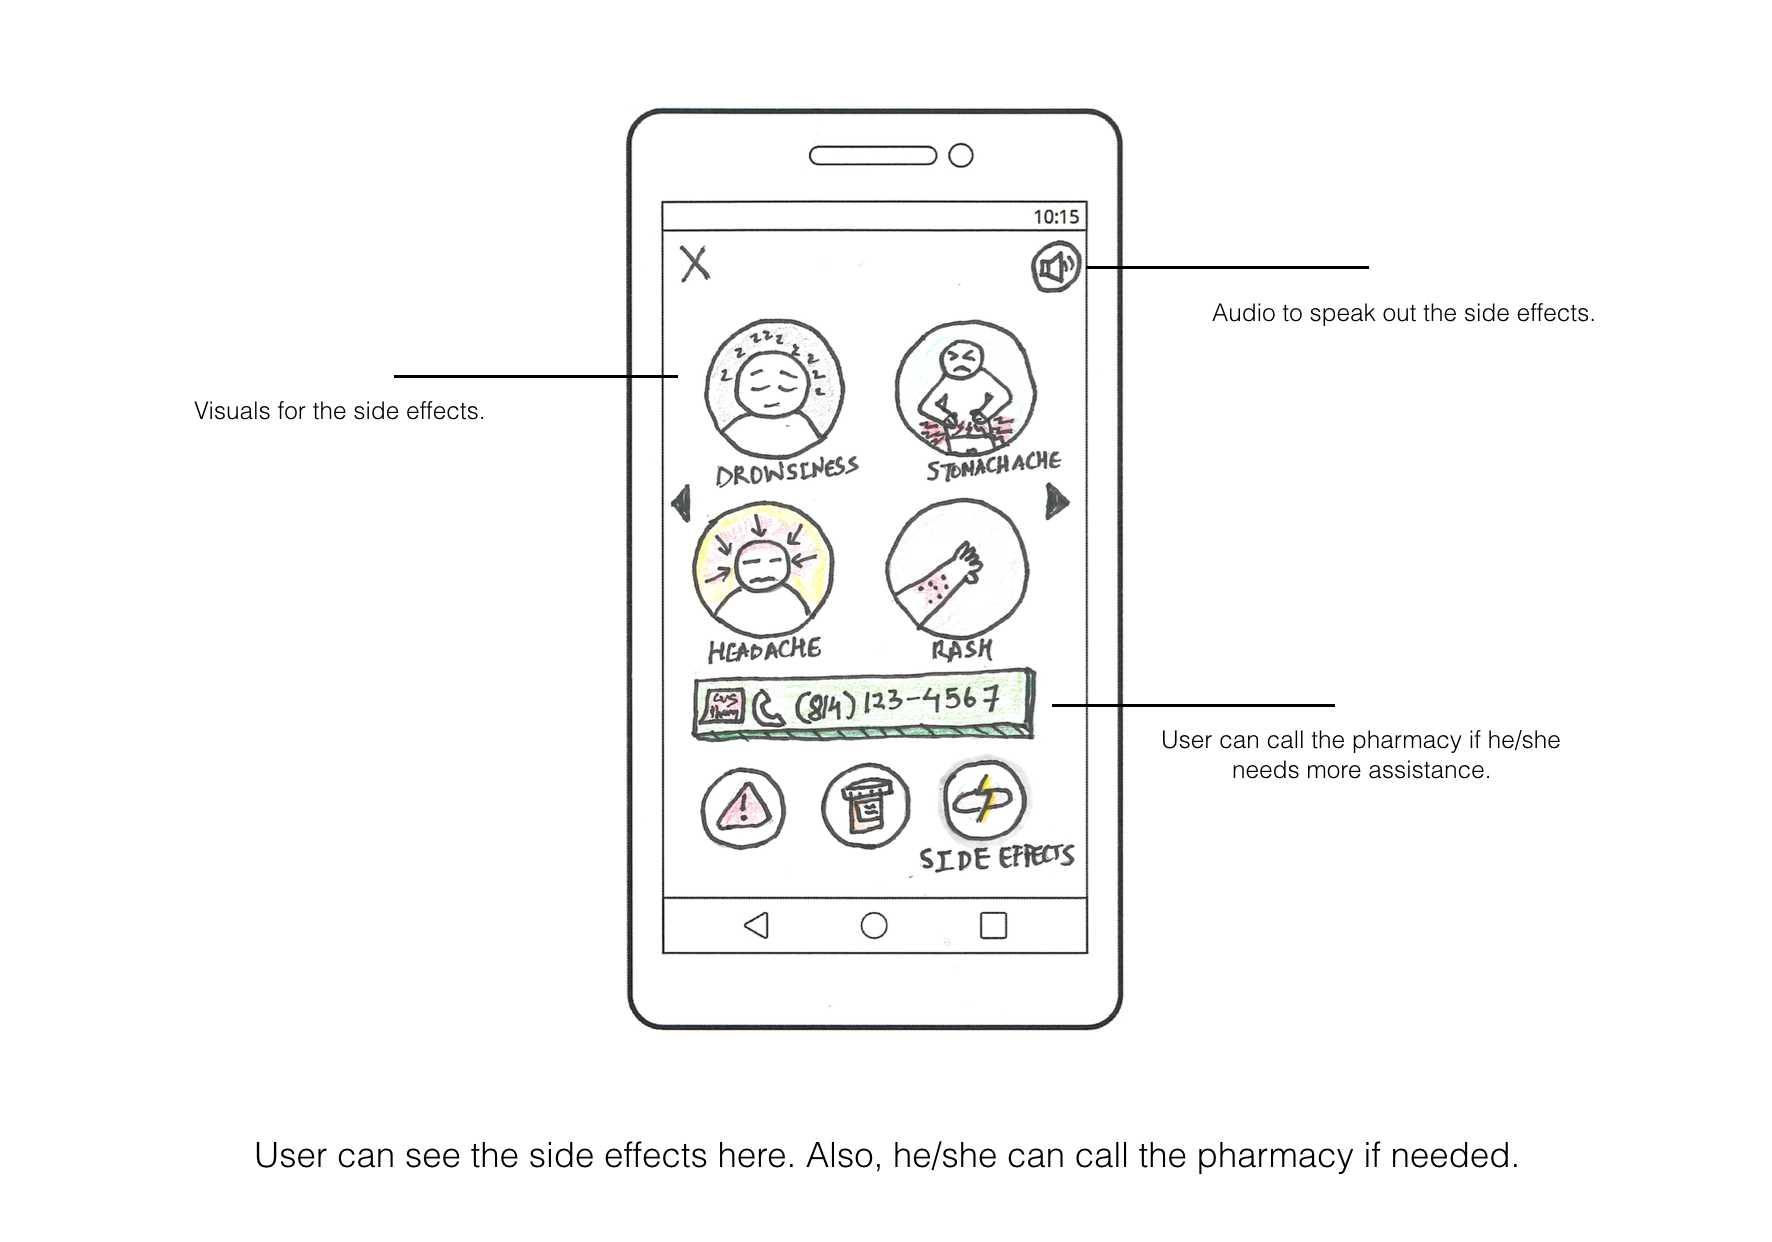 10:15
X
Audio to speak out the side effects.
Visuals for the side effects.
z z z z z z z z z
DROWSINESS
STOMACHACHE
HEADACHE
RASH
CVS
(814) 123-4567
User can call the pharmacy if he/she
needs more assistance.
!
SIDE EFFECTS
User can see the side effects here. Also, he/she can call the pharmacy if needed.